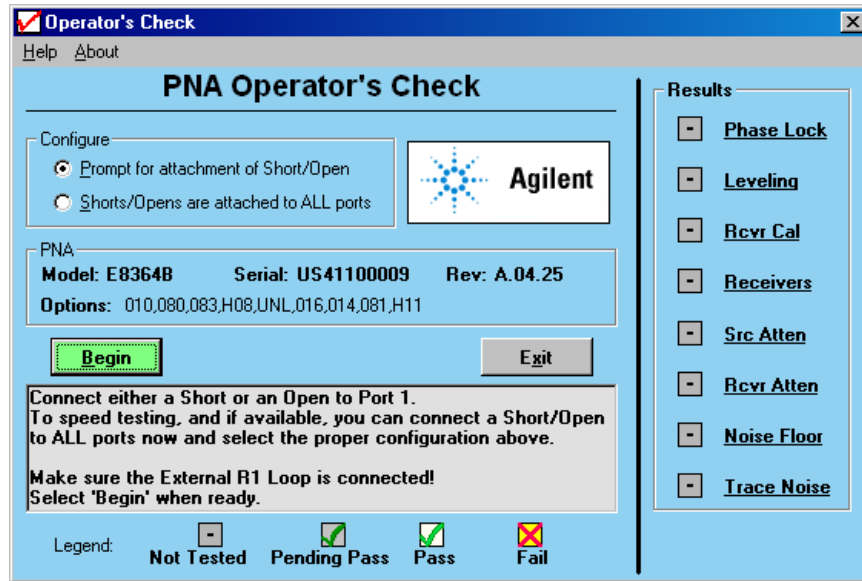 Operator's Check
Help About
PNA Operator's Check
Configure
Prompt for attachment of Short/Open
Shorts/Opens are attached to ALL ports
Agilent
PNA
Model: E8364B Serial: US41100009 Rev: A.04.25
Options: 010,080,083,H08,UNL,016,014,081,H11
Begin
Exit
Connect either a Short or an Open to Port 1.
To speed testing, and if available, you can connect a Short/Open
to ALL ports now and select the proper configuration above.
Make sure the External R1 Loop is connected!
Select 'Begin' when ready.
Legend:
- Not Tested
Pending Pass
Pass
Fail
Results
- Phase Lock
- Leveling
- Rcvr Cal
- Receivers
- Src Atten
- Rcvr Atten
- Noise Floor
- Trace Noise